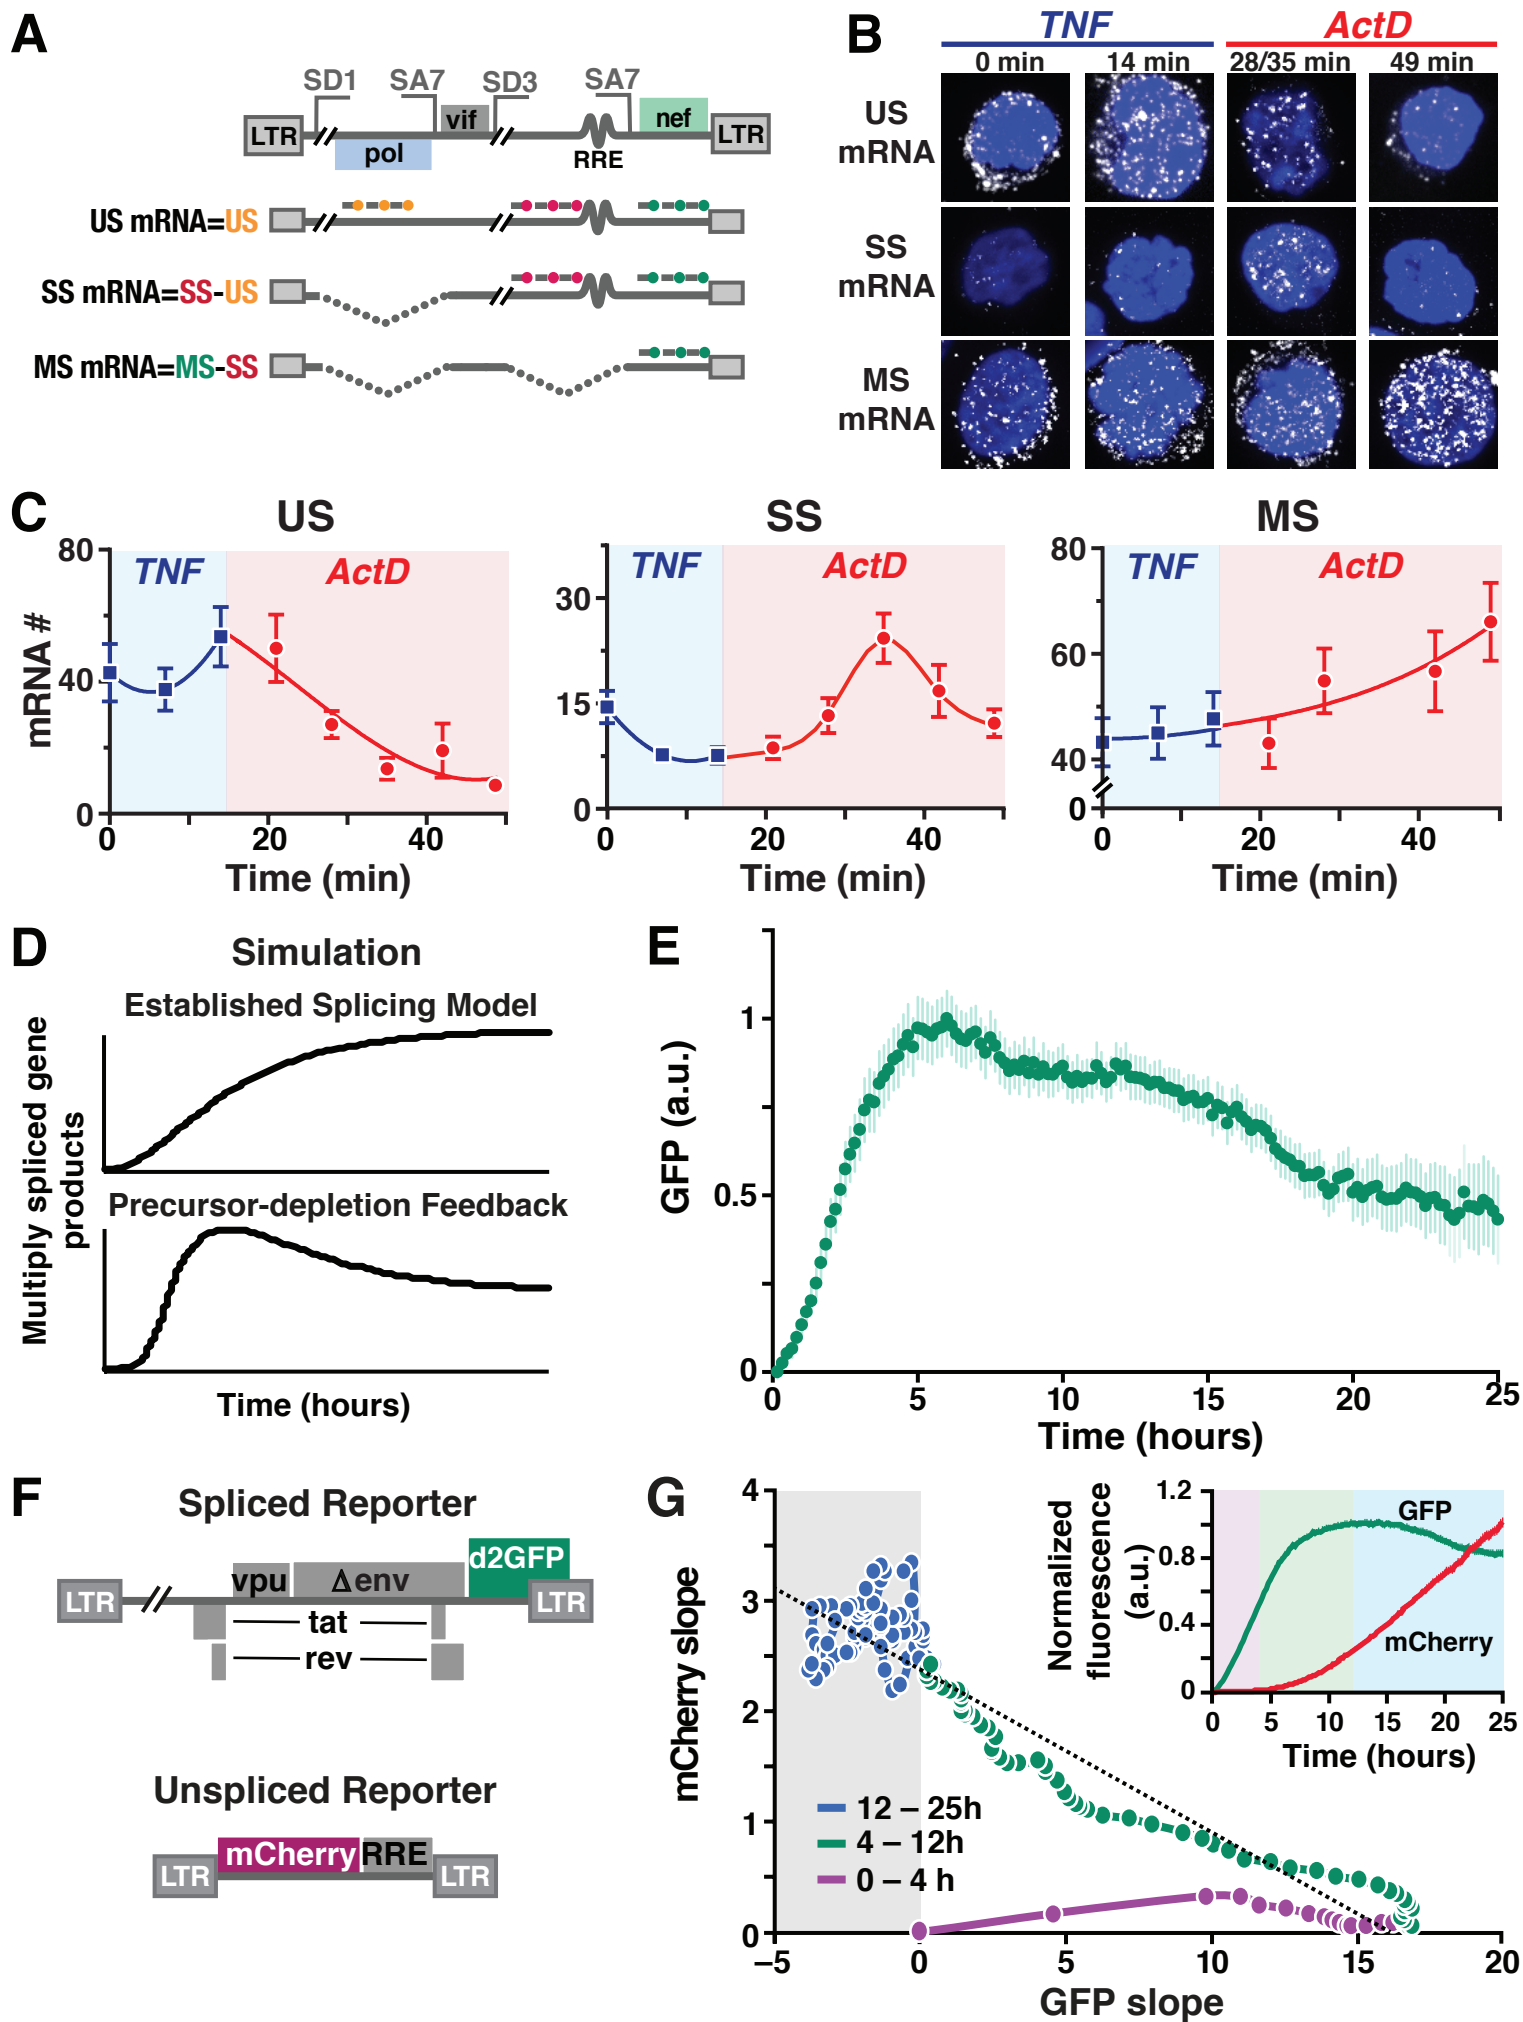 A
SD1 SA7 SD3 SA7
LTR pol vif RRE nef LTR
US mRNA=US
SS mRNA=SS-US
MS mRNA=MS-SS
B
TNF ActD
0 min 14 min 28/35 min 49 min
US
mRNA
SS
mRNA
MS
mRNA
C
US
TNF ActD
mRNA #
80
40
0
0 20 40
Time (min)
SS
TNF ActD
30
15
0
0 20 40
Time (min)
MS
TNF ActD
80
60
40
0
0 20 40
Time (min)
D
Simulation
Established Splicing Model
Precursor-depletion Feedback
Multiply spliced gene
products
Time (hours)
E
GFP (a.u.)
1
0.5
0
0 5 10 15 20 25
Time (hours)
F
Spliced Reporter
LTR vpu Δenv d2GFP LTR
tat
rev
Unspliced Reporter
LTR mCherry RRE LTR
G
mCherry slope
4
3
2
1
0
12 – 25h
4 – 12h
0 – 4 h
–5 0 5 10 15 20
GFP slope
Normalized
fluorescence
(a.u.)
1.2
0.8
0.4
0
GFP
mCherry
0 5 10 15 20 25
Time (hours)